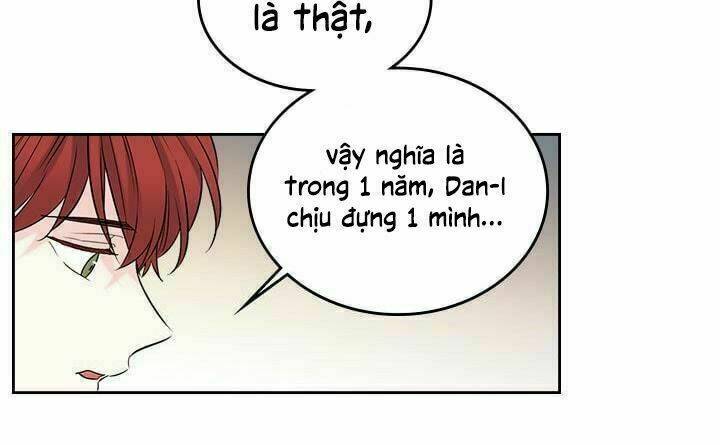 là thật,
vậy nghĩa là
trong 1 năm, Dan-I
chịu đựng 1 mình...